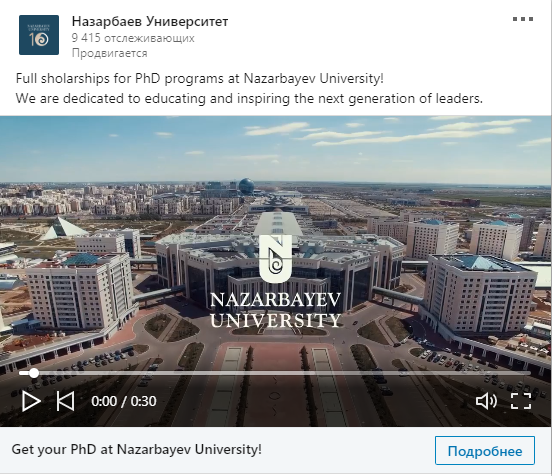 Назарбаев Университет
9 415 отслеживающих
Продвигается
Full sholarships for PhD programs at Nazarbayev University!
We are dedicated to educating and inspiring the next generation of leaders.
NAZARBAYEV
UNIVERSITY
0:00 / 0:30
Get your PhD at Nazarbayev University!
Подробнее